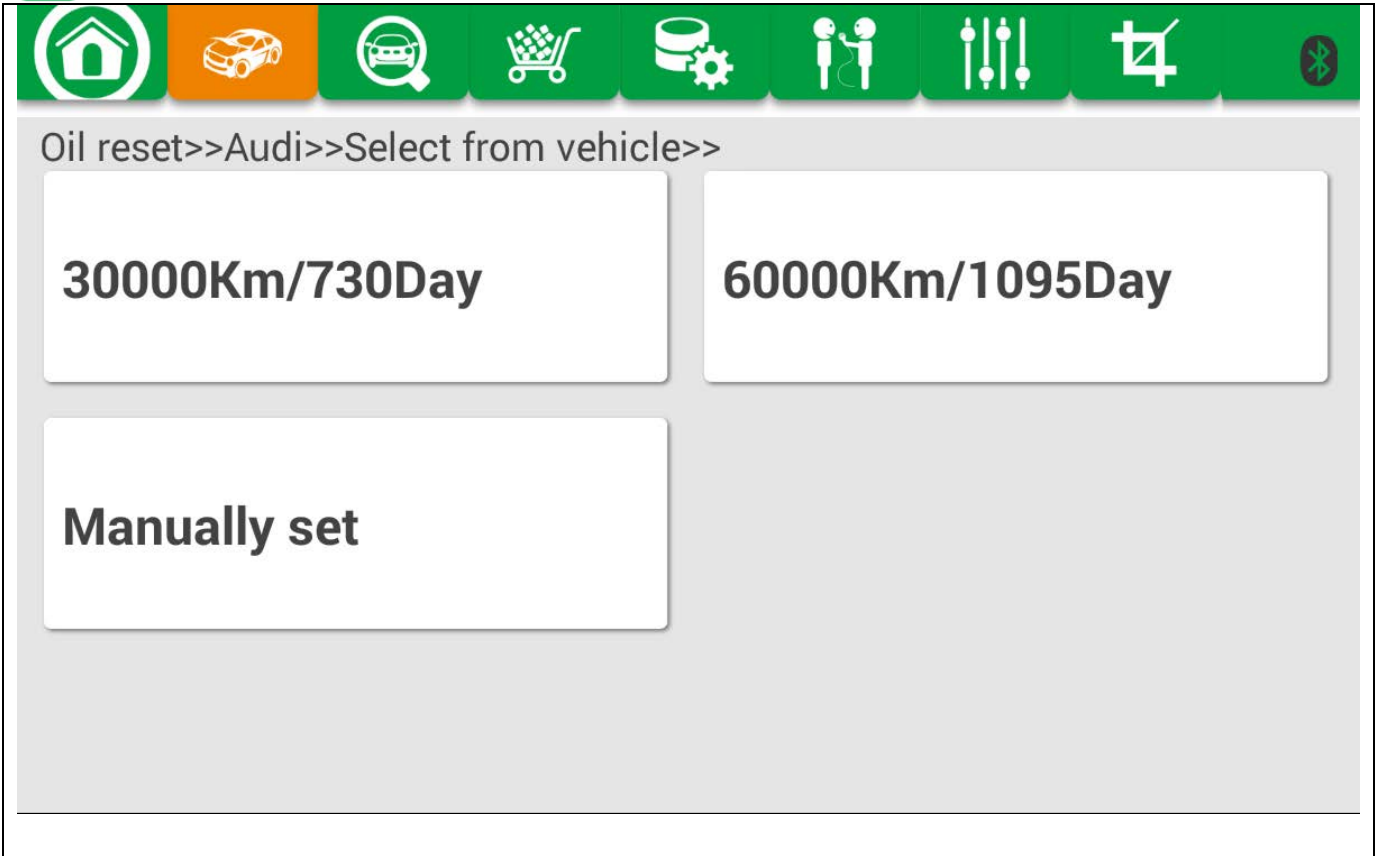 Oil reset>>Audi>>Select from vehicle>>
30000Km/730Day
60000Km/1095Day
Manually set